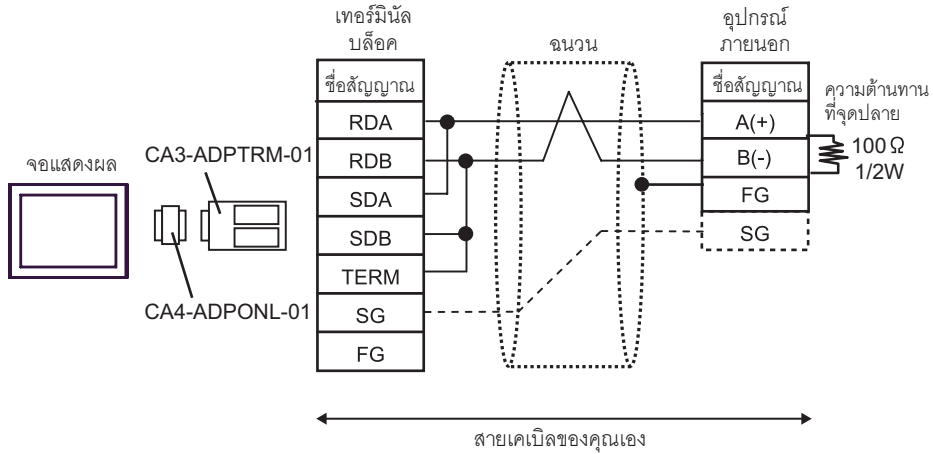 เทอร์มินัล
บล็อค
ฉนวน
อุปกรณ์
ภายนอก
ชื่อสัญญาณ
ชื่อสัญญาณ
ความต้านทาน
ที่จุดปลาย
RDA
A(+)
100 Ω
1/2W
จอแสดงผล
CA3-ADPTRM-01
RDB
B(-)
SDA
FG
SDB
SG
TERM
CA4-ADPONL-01
SG
FG
สายเคเบิลของคุณเอง